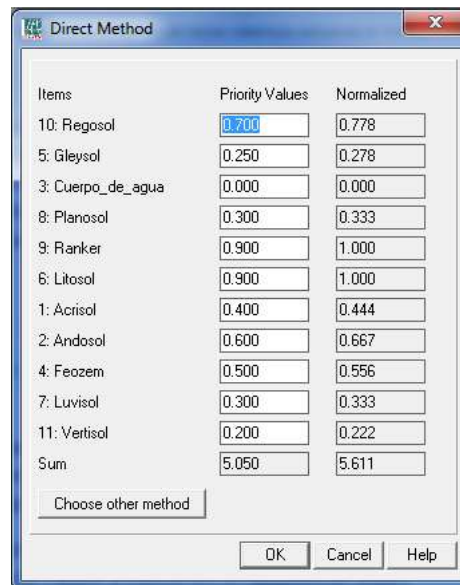 Direct Method
Items Priority Values Normalized
10: Regosol 0.700 0.778
5: Gleysol 0.250 0.278
3: Cuerpo_de_agua 0.000 0.000
8: Planosol 0.300 0.333
9: Ranker 0.900 1.000
6: Litosol 0.900 1.000
1: Acrisol 0.400 0.444
2: Andosol 0.600 0.667
4: Feozem 0.500 0.556
7: Luvisol 0.300 0.333
11: Vertisol 0.200 0.222
Sum 5.050 5.611
Choose other method
OK Cancel Help